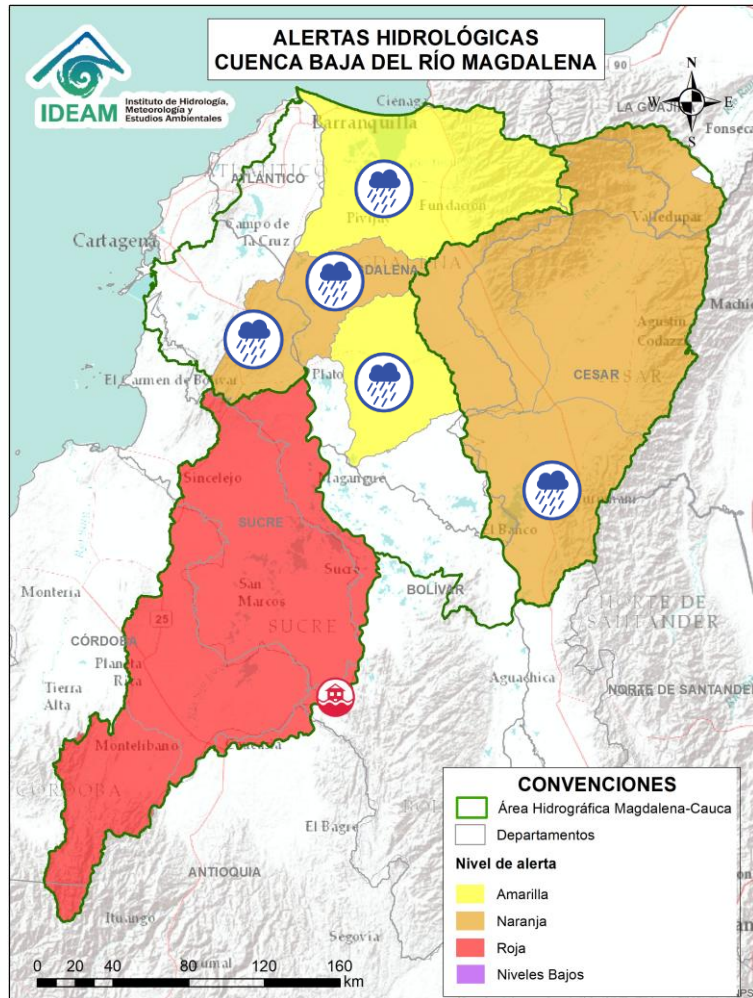 ALERTAS HIDROLÓGICAS
CUENCA BAJA DEL RÍO MAGDALENA
IDEAM
Instituto de Hidrología,
Meteorología y
Estudios Ambientales
90
N
W E
S
LA GUAJI
Fonseca
Ciénaga
Barranquilla
ATLÁNTICO
Cartagena
Campo de
la Cruz
Pivijay
Fundación
Valledupar
GDALENA
El Carmen de Bolívar
Plato
Agustín
Codazzi
CESAR
Sincelejo
Magangue
SUCRE
El Banco
Sucre
San
Marcos
SUCRE
BOLÍVAR
Montería
25
CÓRDOBA
Planeta
Rica
Tierra
Alta
NORTE DE
SANTANDER
NORTE DE SANTANDER
Aguachica
Montelíbano
El Bagre
ANTIOQUIA
Ituango
Segovia
CONVENCIONES
Área Hidrográfica Magdalena-Cauca
Departamentos
Nivel de alerta
Amarilla
Naranja
Roja
Niveles Bajos
0 20 40 80 120 160
km